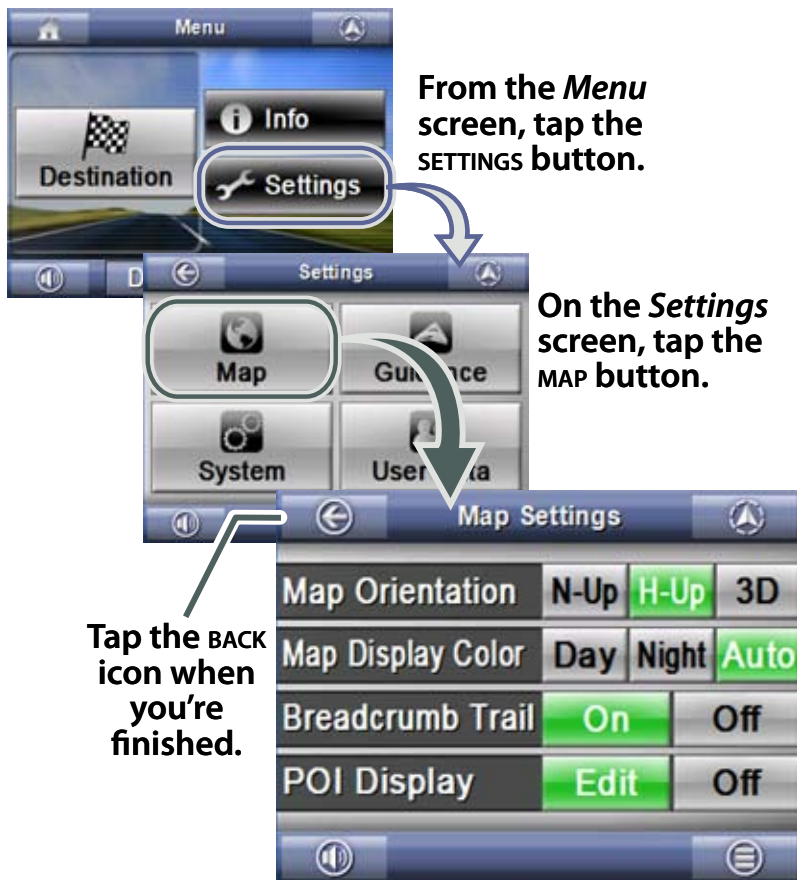 Menu
From the Menu
screen, tap the
SETTINGS button.
Info
Destination
Settings
D
Settings
On the Settings
screen, tap the
MAP button.
Map
System
Map Settings
Map Orientation N-Up H-Up 3D
Map Display Color Day Night Auto
Breadcrumb Trail On Off
POI Display Edit Off
Tap the BACK
icon when
you're
finished.